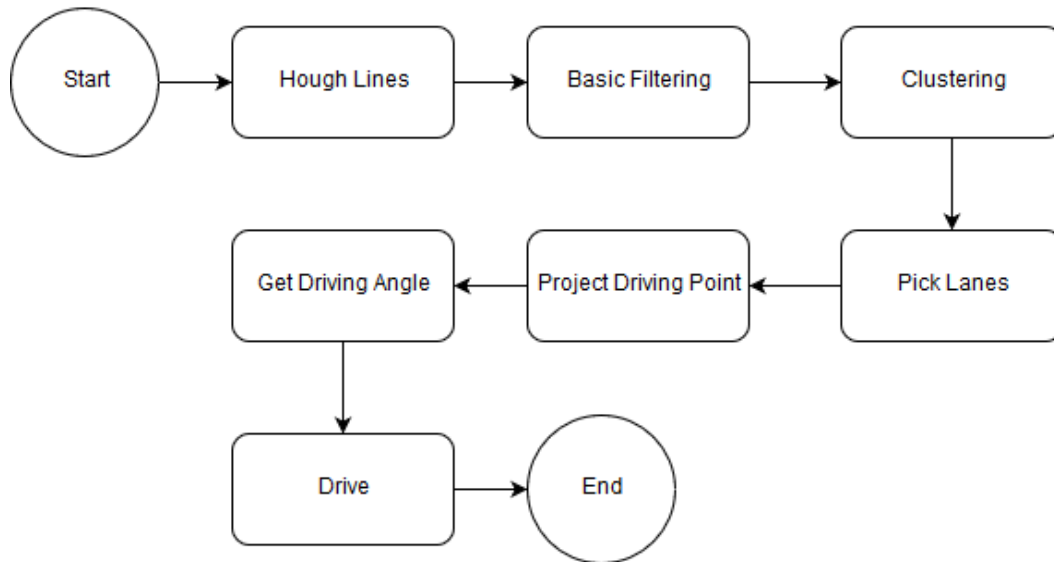 Start
Hough Lines
Basic Filtering
Clustering
Pick Lanes
Project Driving Point
Get Driving Angle
Drive
End